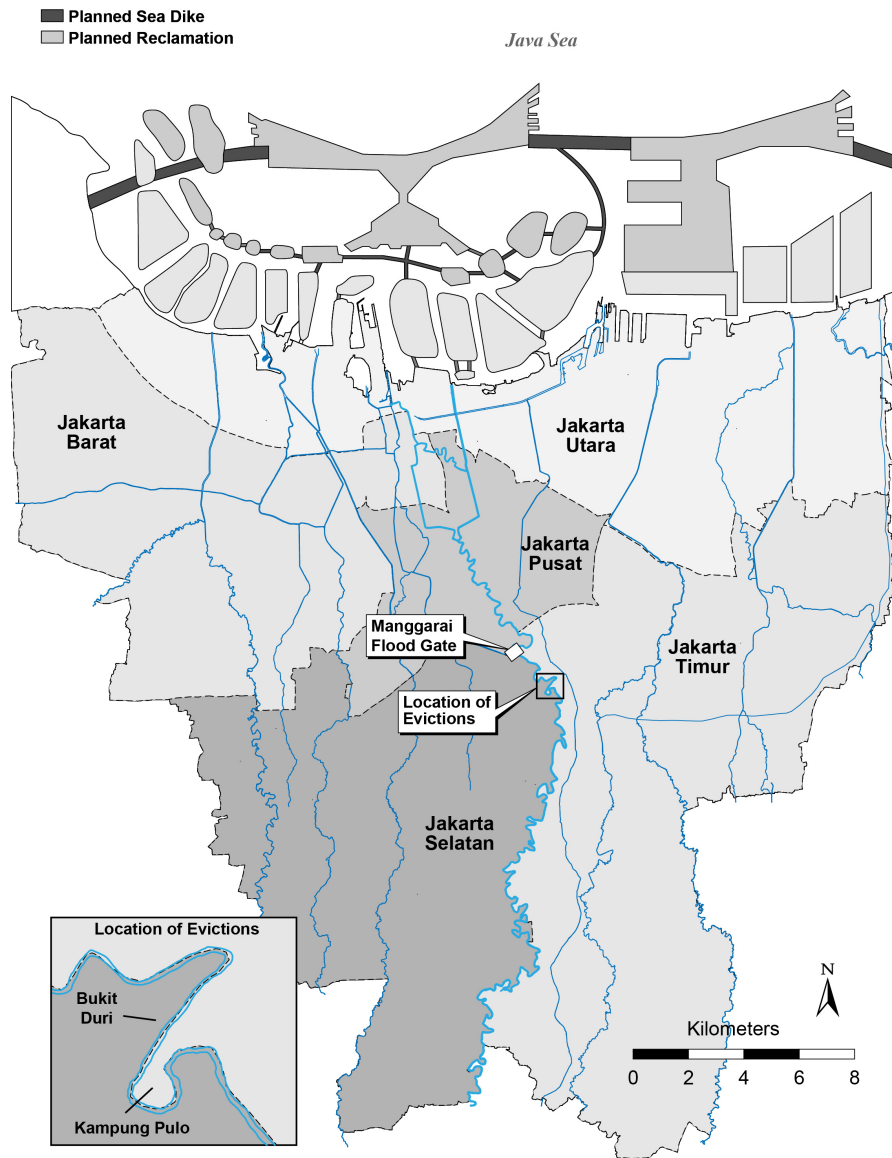 Planned Sea Dike
Planned Reclamation
Java Sea
Jakarta
Barat
Jakarta
Utara
Jakarta
Pusat
Manggarai
Flood Gate
Jakarta
Timur
Location of
Evictions
Jakarta
Selatan
Location of Evictions
Bukit
Duri
Kampung Pulo
N
Kilometers
0 2 4 6 8